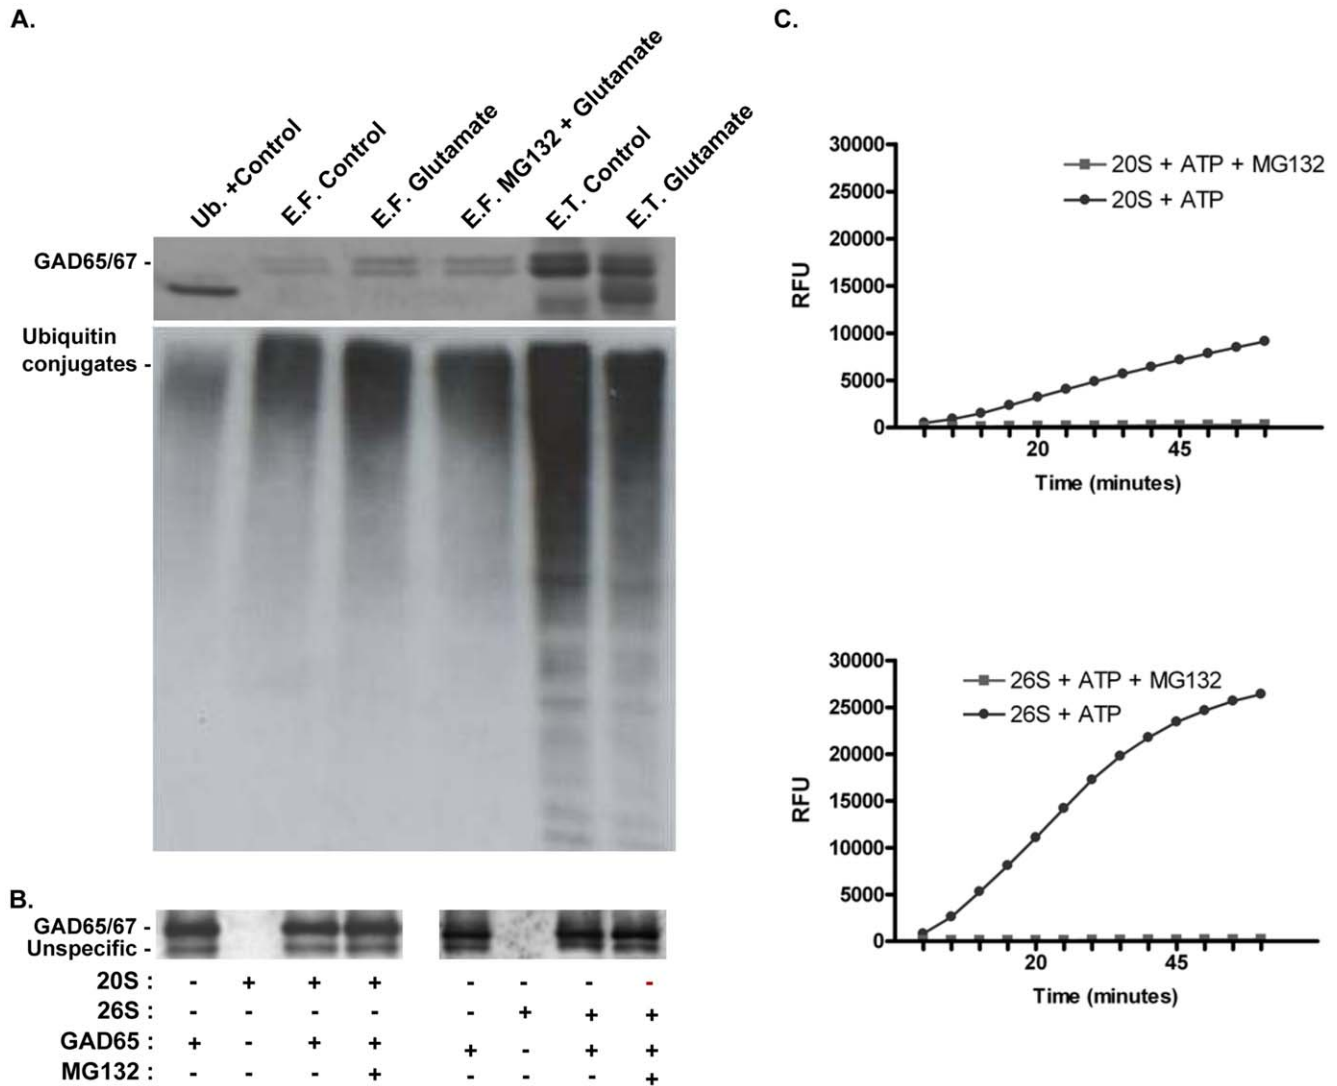 A.
Ub. +Control
E.F. Control
E.F. Glutamate
E.F. MG132 + Glutamate
E.T. Control
E.T. Glutamate
GAD65/67 -
Ubiquitin
conjugates -
B.
GAD65/67 -
Unspecific -
20S : - + + + - - - -
26S : - - - - - + + +
GAD65 : + - + + + - + +
MG132 : - - - + - - - +
C.
30000
25000
20000
15000
10000
5000
0
RFU
20S + ATP + MG132
20S + ATP
20 45
Time (minutes)
30000
25000
20000
15000
10000
5000
0
RFU
26S + ATP + MG132
26S + ATP
20 45
Time (minutes)